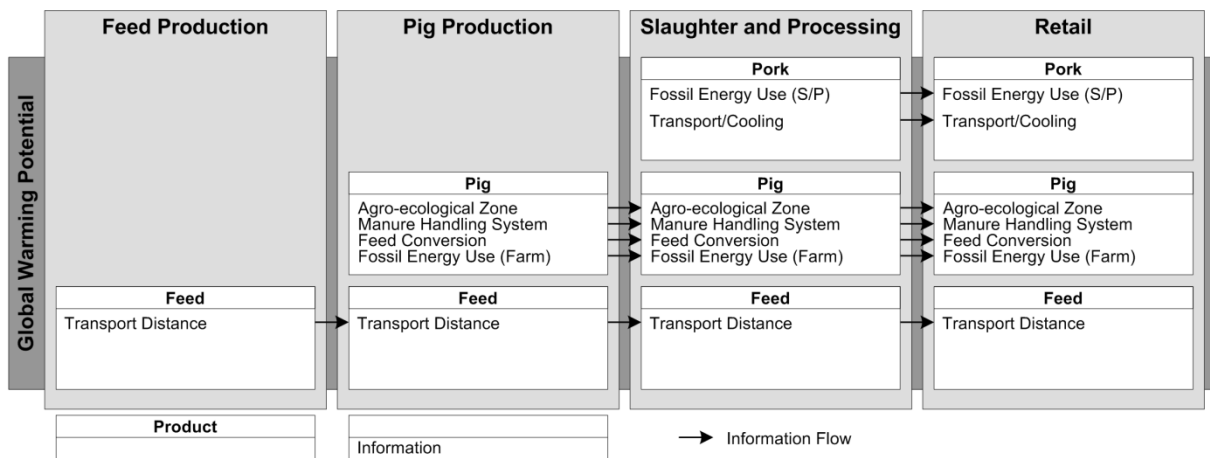 Feed Production
Pig Production
Slaughter and Processing
Retail
Global Warming Potential
Pork
Fossil Energy Use (S/P)
Transport/Cooling
Pork
Fossil Energy Use (S/P)
Transport/Cooling
Pig
Agro-ecological Zone
Manure Handling System
Feed Conversion
Fossil Energy Use (Farm)
Pig
Agro-ecological Zone
Manure Handling System
Feed Conversion
Fossil Energy Use (Farm)
Pig
Agro-ecological Zone
Manure Handling System
Feed Conversion
Fossil Energy Use (Farm)
Feed
Transport Distance
Feed
Transport Distance
Feed
Transport Distance
Feed
Transport Distance
Product
Information
Information Flow